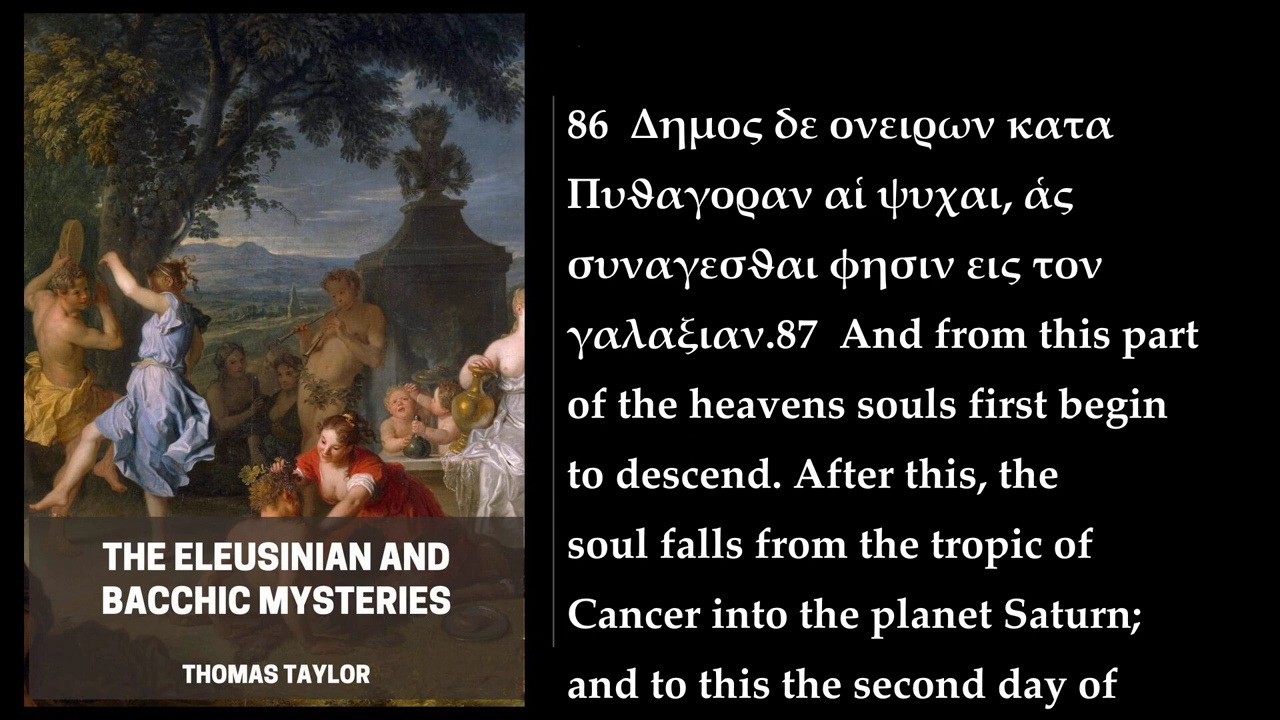 THE ELEUSINIAN AND
BACCHIC MYSTERIES
THOMAS TAYLOR
86 Δημος δε ονειρων κατα
Πυϑαγοραν αἱ ψυχαι, ἁς
συναγεσϑαι φησιν εις τον
γαλαξιαν.87 And from this part
of the heavens souls first begin
to descend. After this, the
soul falls from the tropic of
Cancer into the planet Saturn;
and to this the second day of